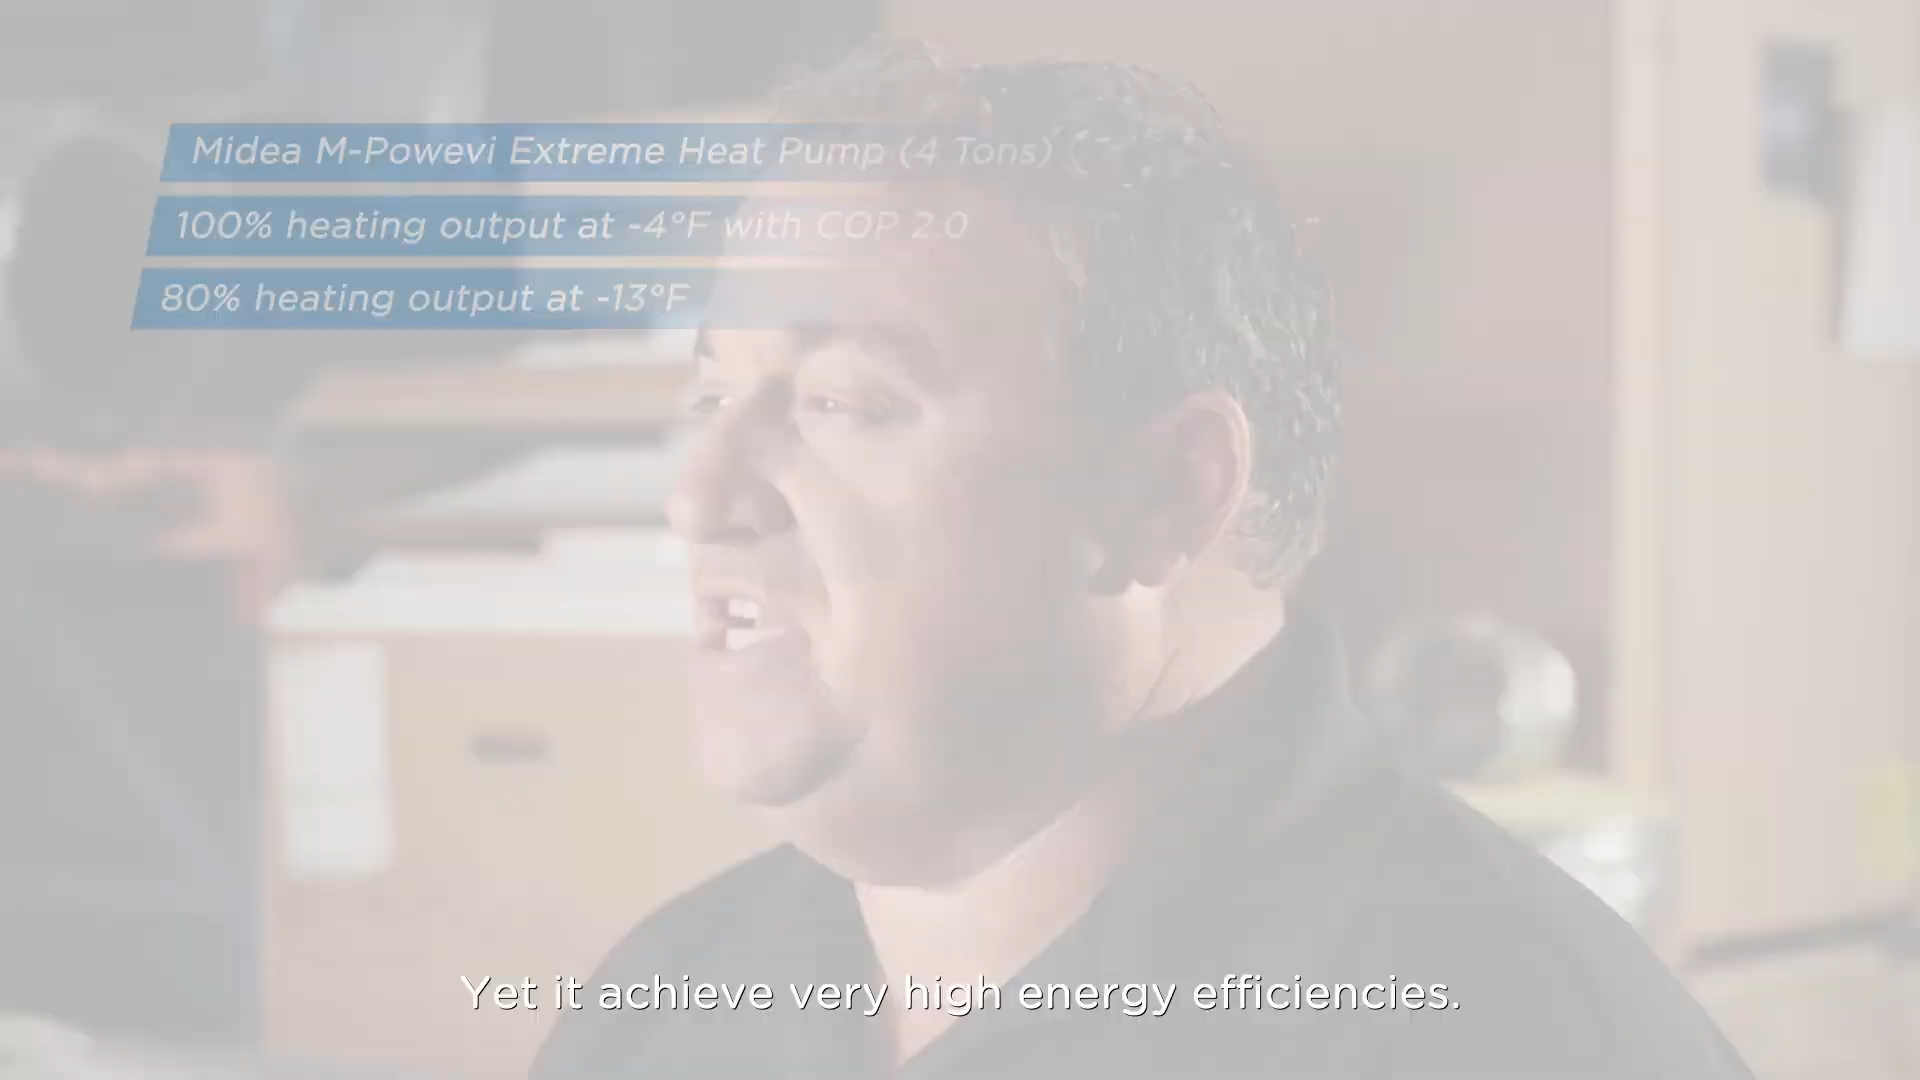 Midea M-Powevi Extreme Heat Pump (4 Tons)
100% heating output at -4°F with COP 2.0
80% heating output at -13°F
Yet it achieve very high energy efficiencies.